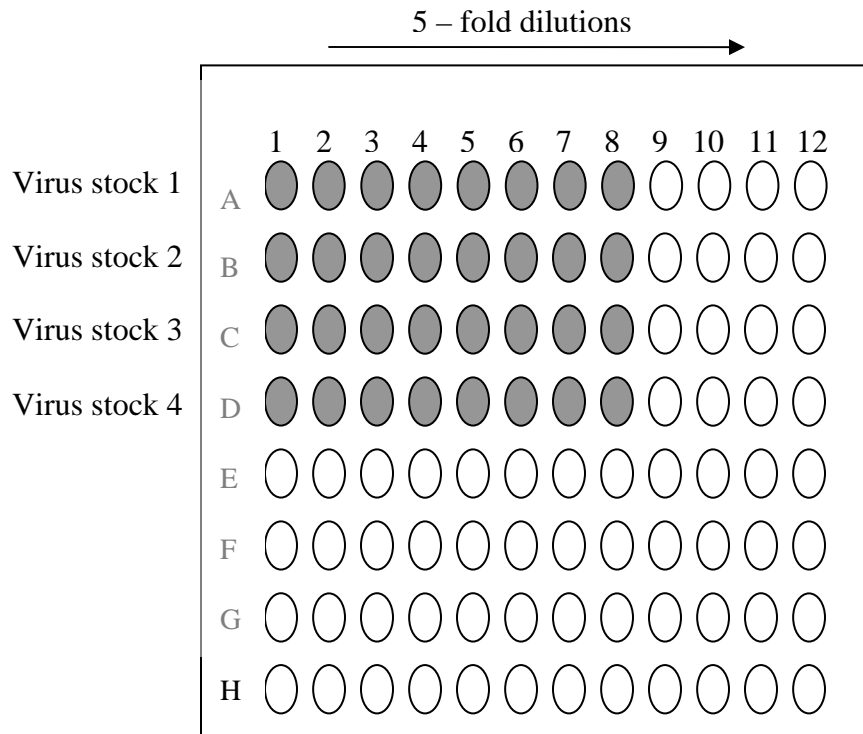 5 – fold dilutions
1 2 3 4 5 6 7 8 9 10 11 12
Virus stock 1 A
Virus stock 2 B
Virus stock 3 C
Virus stock 4 D
E
F
G
H